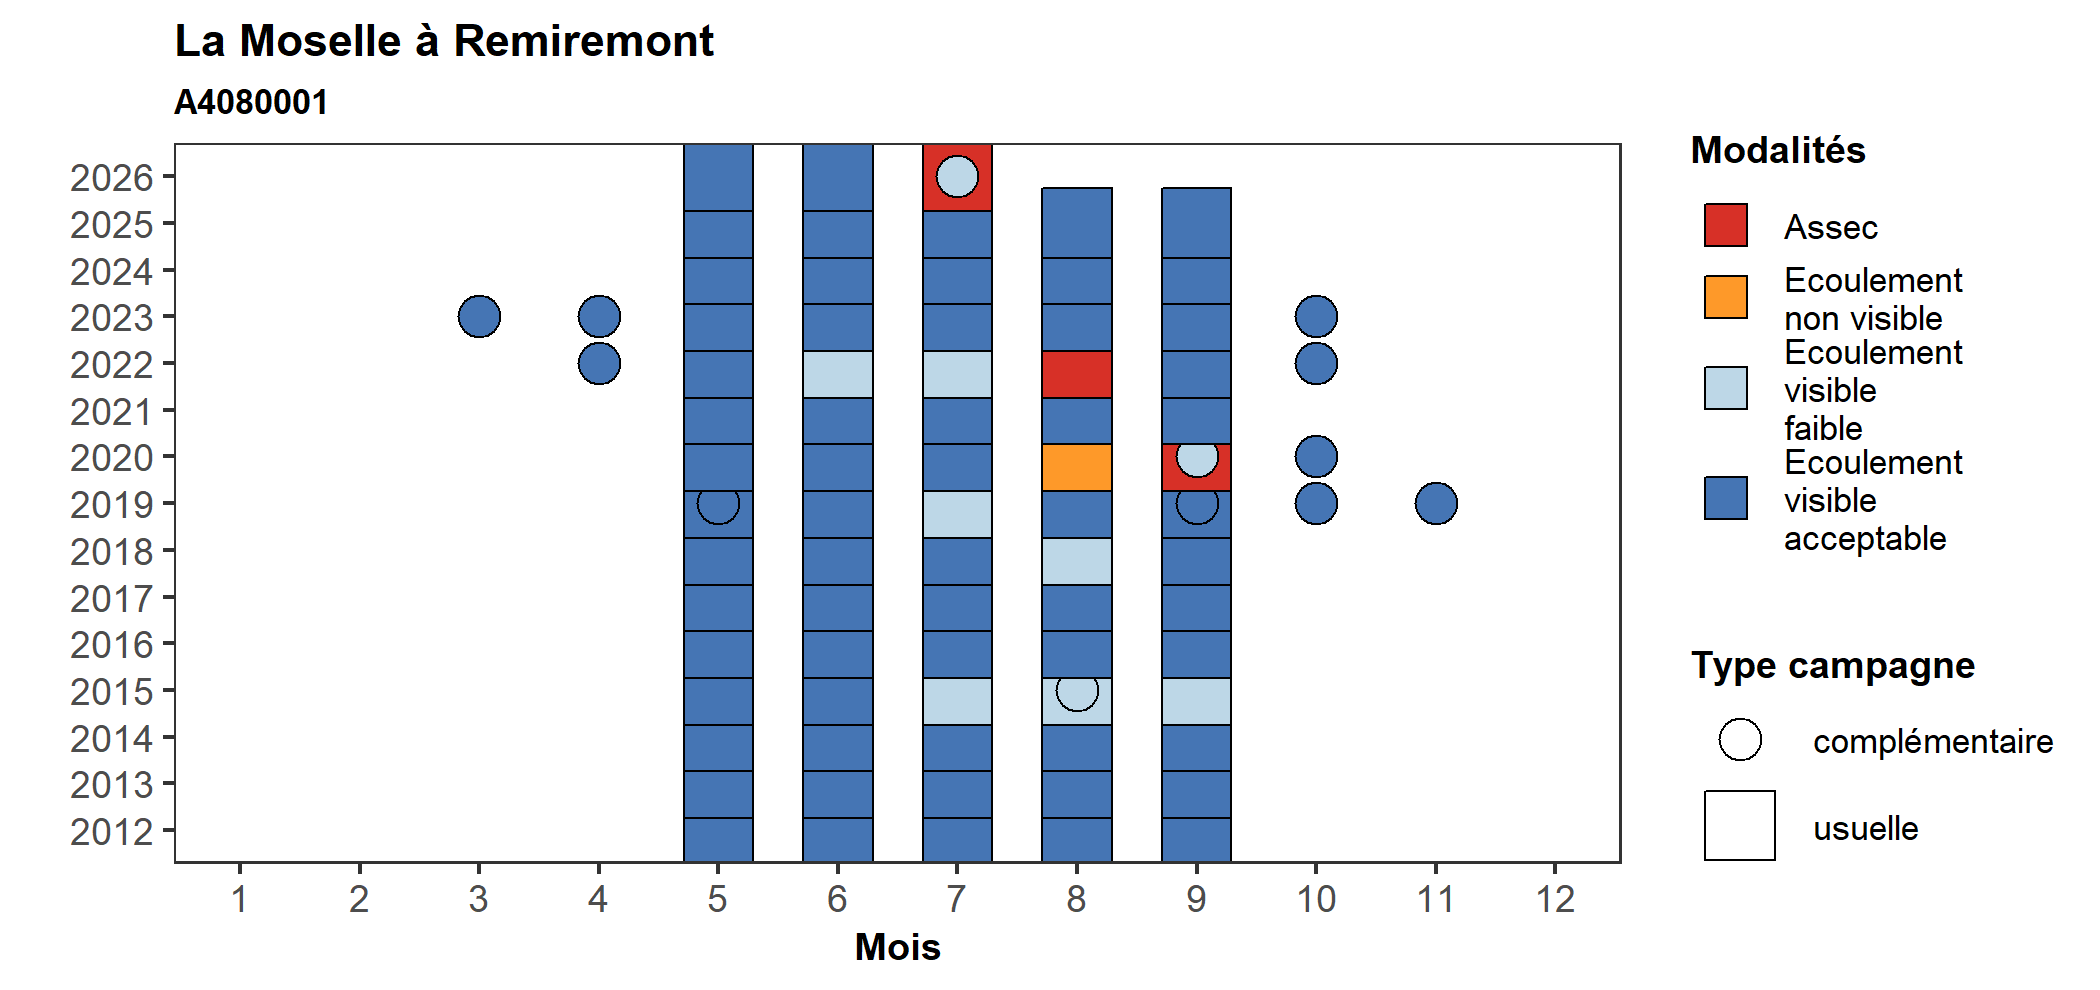 La Moselle à Remiremont
A4080001
2026
2025
2024
2023
2022
2021
2020
2019
2018
2017
2016
2015
2014
2013
2012
1 2 3 4 5 6 7 8 9 10 11 12
Mois
Modalités
Assec
Ecoulement
non visible
Ecoulement
visible
faible
Ecoulement
visible
acceptable
Type campagne
complémentaire
usuelle